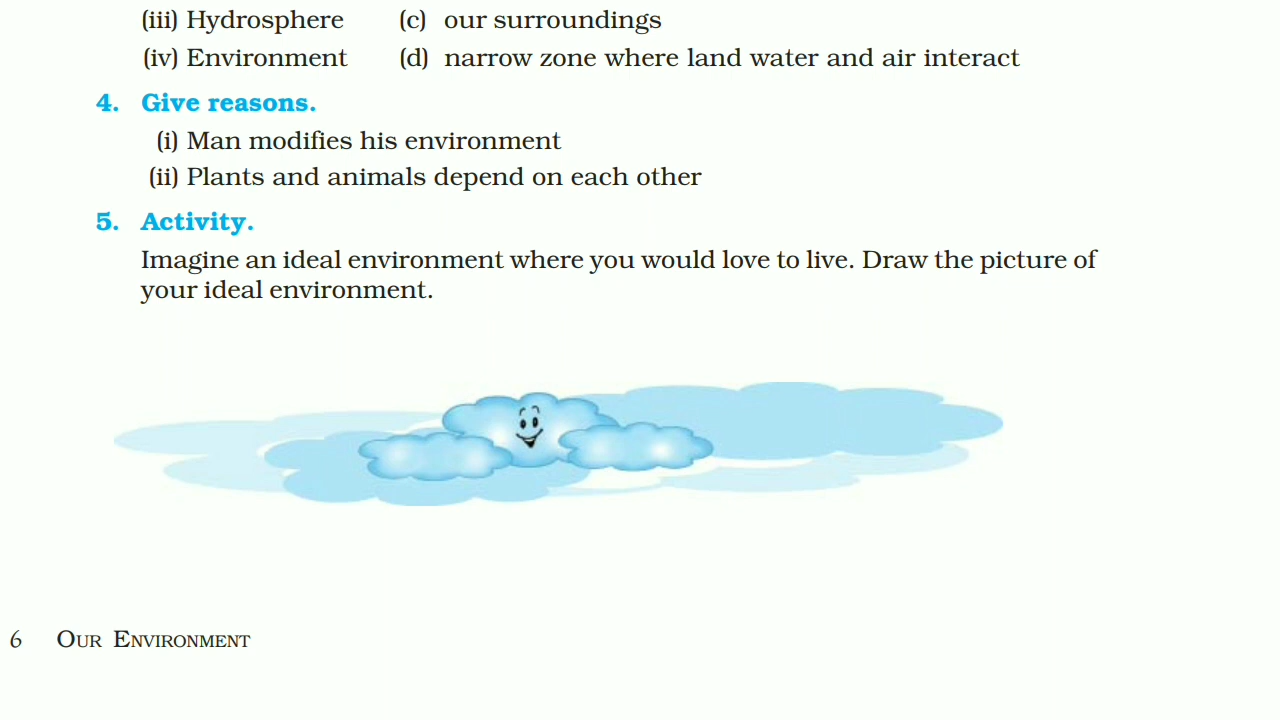 (iii) Hydrosphere (c) our surroundings
(iv) Environment (d) narrow zone where land water and air interact
4. Give reasons.
(i) Man modifies his environment
(ii) Plants and animals depend on each other
5. Activity.
Imagine an ideal environment where you would love to live. Draw the picture of
your ideal environment.
6 OUR ENVIRONMENT